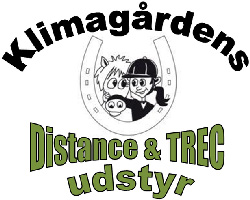 Klimagårdens
Distance & TREC
udstyr